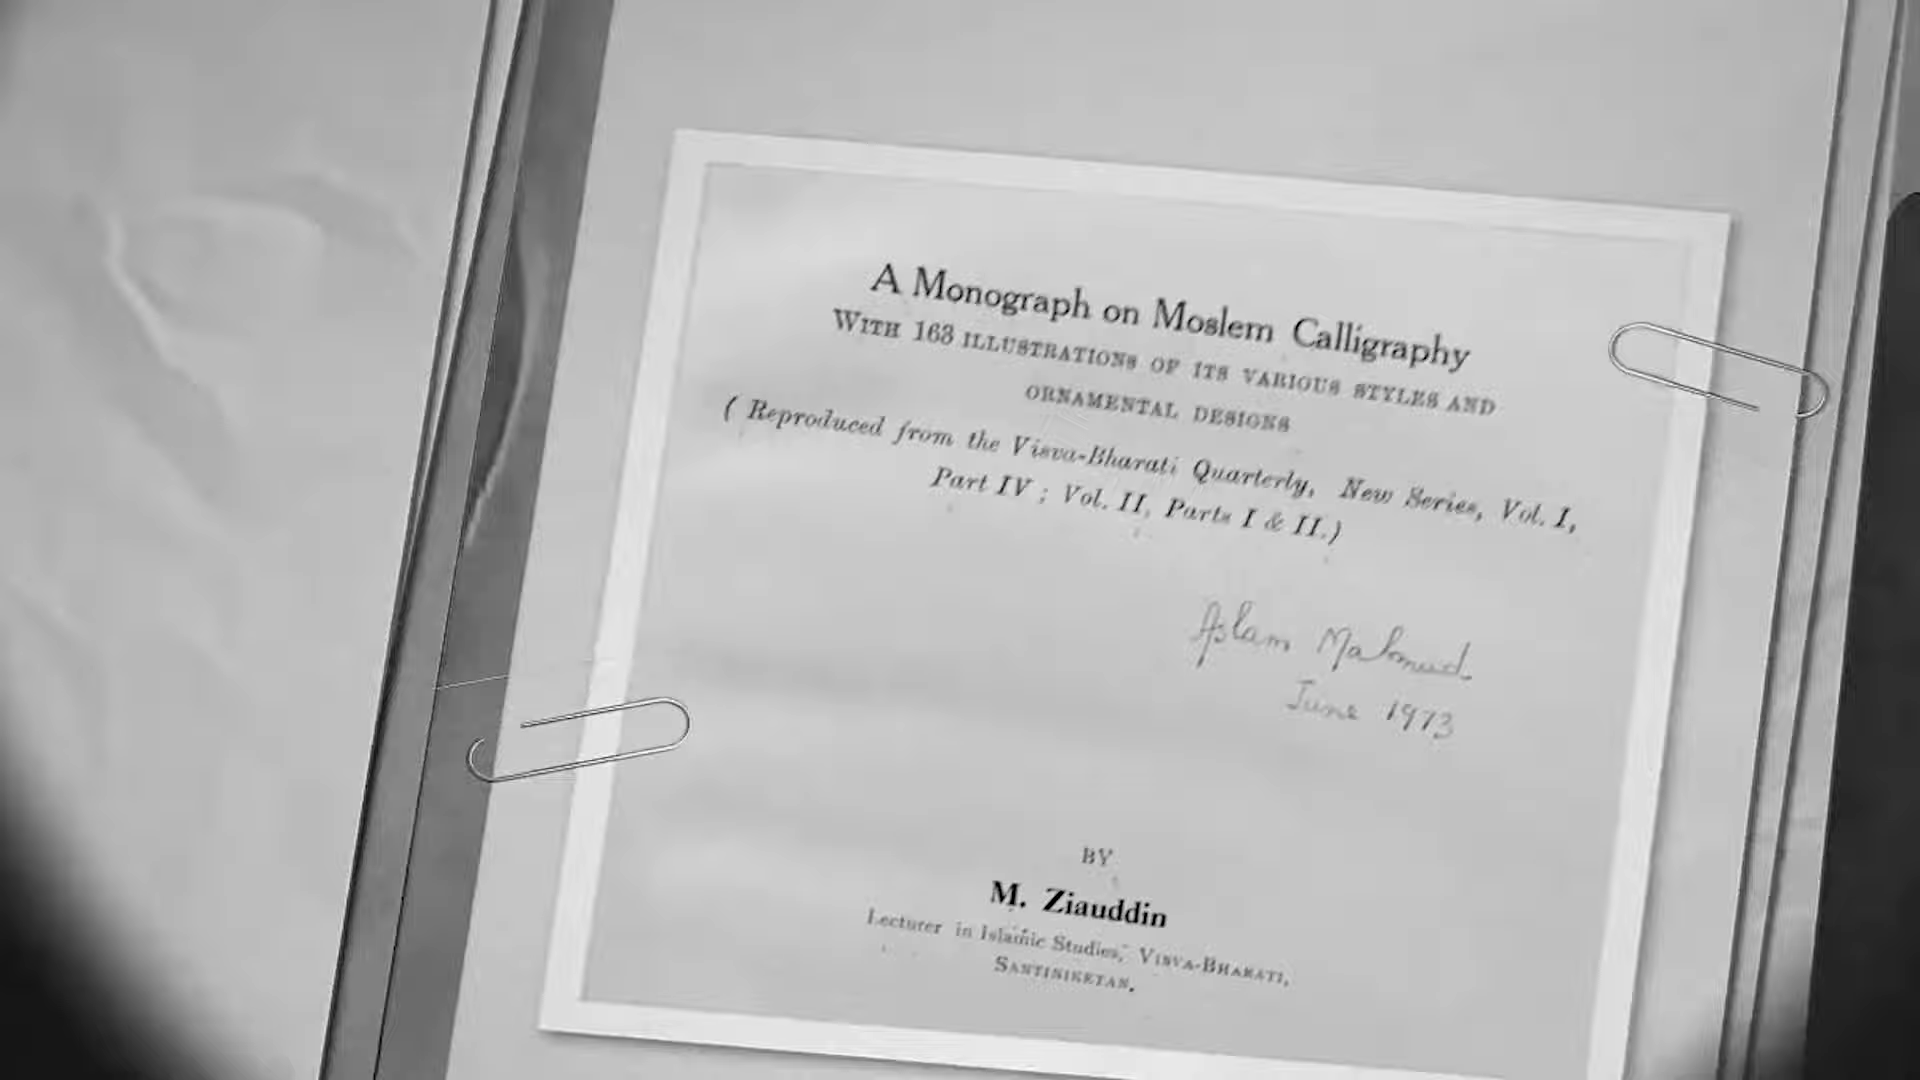 A Monograph on Moslem Calligraphy
WITH 163 ILLUSTRATIONS OF ITS VARIOUS STYLES AND
ORNAMENTAL DESIGNS
( Reproduced from the Visva-Bharati Quarterly, New Series, Vol. I,
Part IV ; Vol. II, Parts I & II.)
Aslam Mahmud.
June 1973
BY
M. Ziauddin
Lecturer in Islamic Studies, VISVA-BHARATI,
SANTINIKETAN.